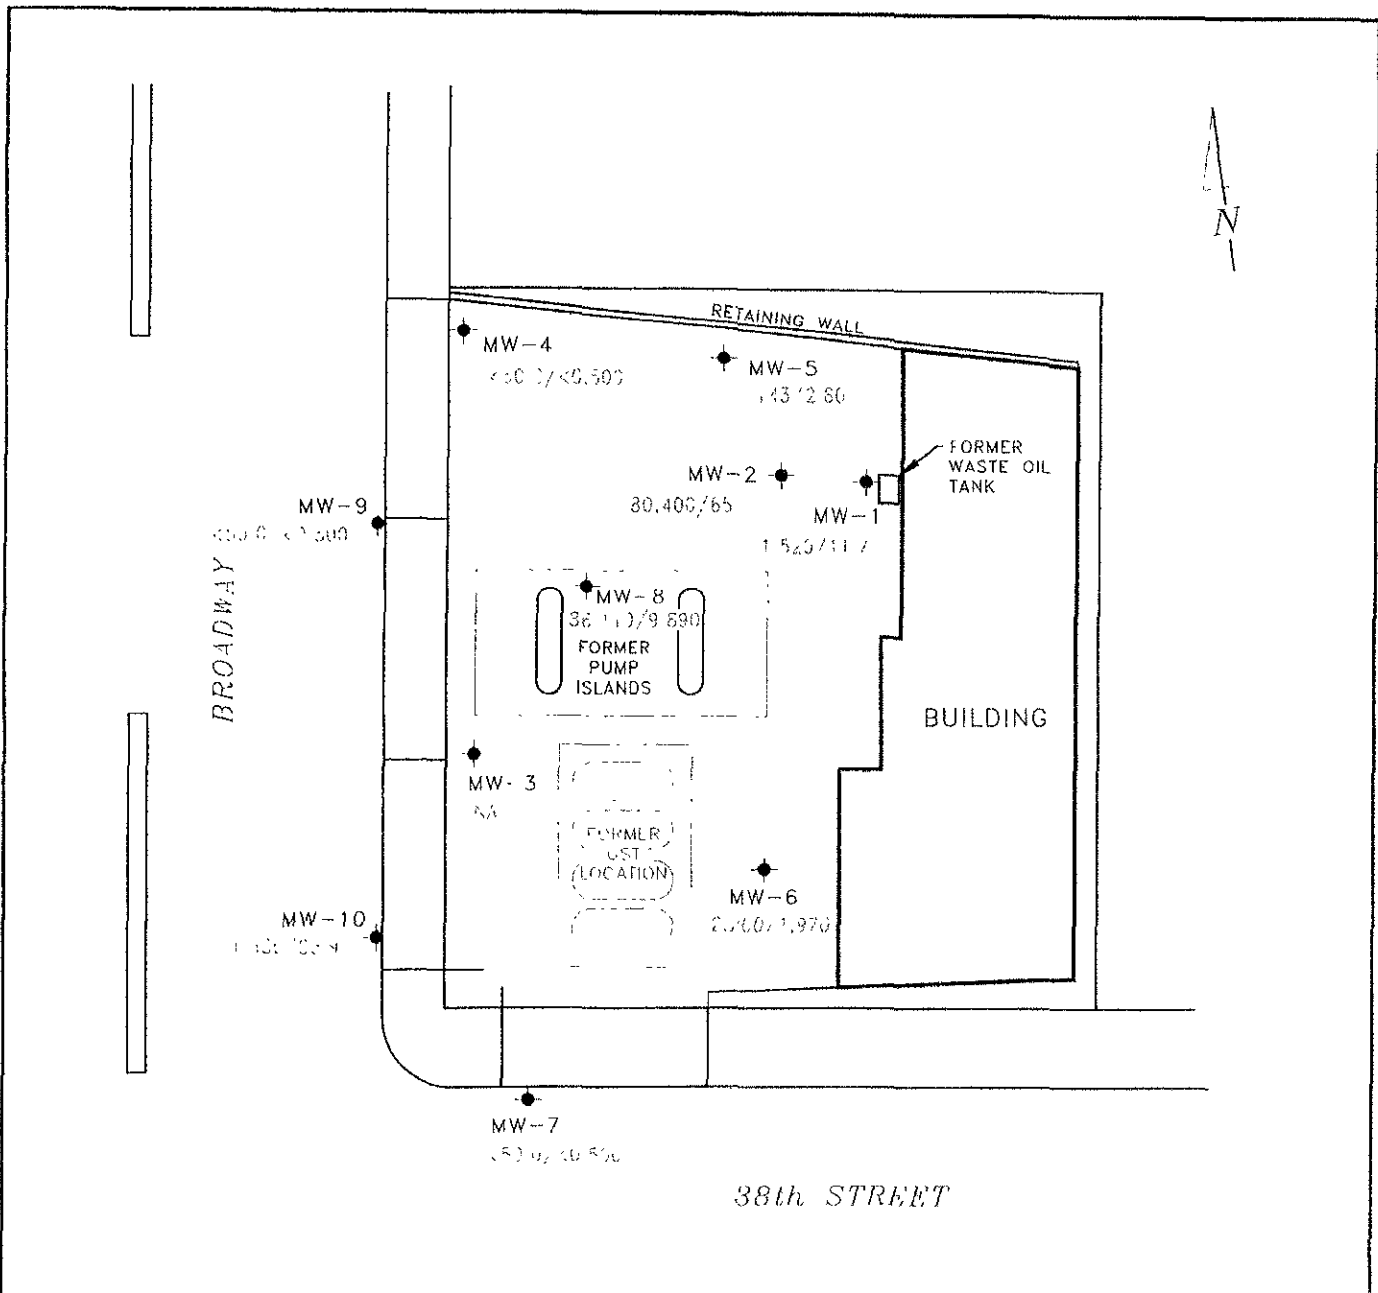 N
RETAINING WALL
MW-4
MW-5
FORMER
WASTE OIL
TANK
MW-2
80,400/65
MW-1
MW-9
BROADWAY
MW-8
FORMER
PUMP
ISLANDS
BUILDING
MW-3
FORMER
UST
LOCATION
MW-6
MW-10
MW-7
38th STREET